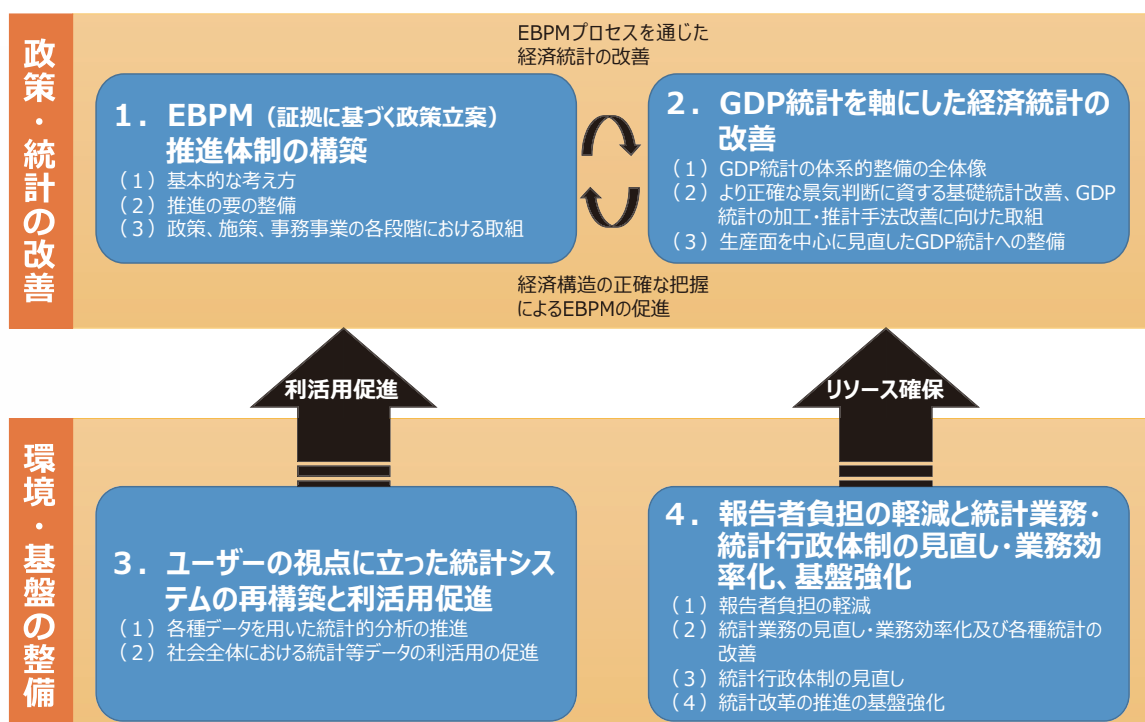 政策・統計の改善
EBPMプロセスを通じた
経済統計の改善
1．EBPM（証拠に基づく政策立案）
推進体制の構築
（1）基本的な考え方
（2）推進の要の整備
（3）政策、施策、事務事業の各段階における取組
2．GDP統計を軸にした経済統計の
改善
（1）GDP統計の体系的整備の全体像
（2）より正確な景気判断に資する基礎統計改善、GDP
統計の加工・推計手法改善に向けた取組
（3）生産面を中心に見直したGDP統計への整備
経済構造の正確な把握
によるEBPMの促進
利活用促進
リソース確保
環境・基盤の整備
3．ユーザーの視点に立った統計シス
テムの再構築と利活用促進
（1）各種データを用いた統計的分析の推進
（2）社会全体における統計等データの利活用の促進
4．報告者負担の軽減と統計業務・
統計行政体制の見直し・業務効
率化、基盤強化
（1）報告者負担の軽減
（2）統計業務の見直し・業務効率化及び各種統計の
改善
（3）統計行政体制の見直し
（4）統計改革の推進の基盤強化